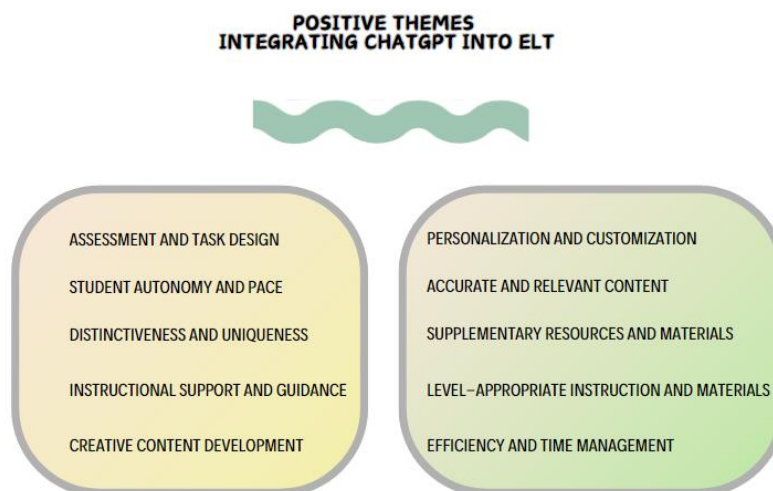 POSITIVE THEMES
INTEGRATING CHATGPT INTO ELT
ASSESSMENT AND TASK DESIGN
STUDENT AUTONOMY AND PACE
DISTINCTIVENESS AND UNIQUENESS
INSTRUCTIONAL SUPPORT AND GUIDANCE
CREATIVE CONTENT DEVELOPMENT
PERSONALIZATION AND CUSTOMIZATION
ACCURATE AND RELEVANT CONTENT
SUPPLEMENTARY RESOURCES AND MATERIALS
LEVEL-APPROPRIATE INSTRUCTION AND MATERIALS
EFFICIENCY AND TIME MANAGEMENT